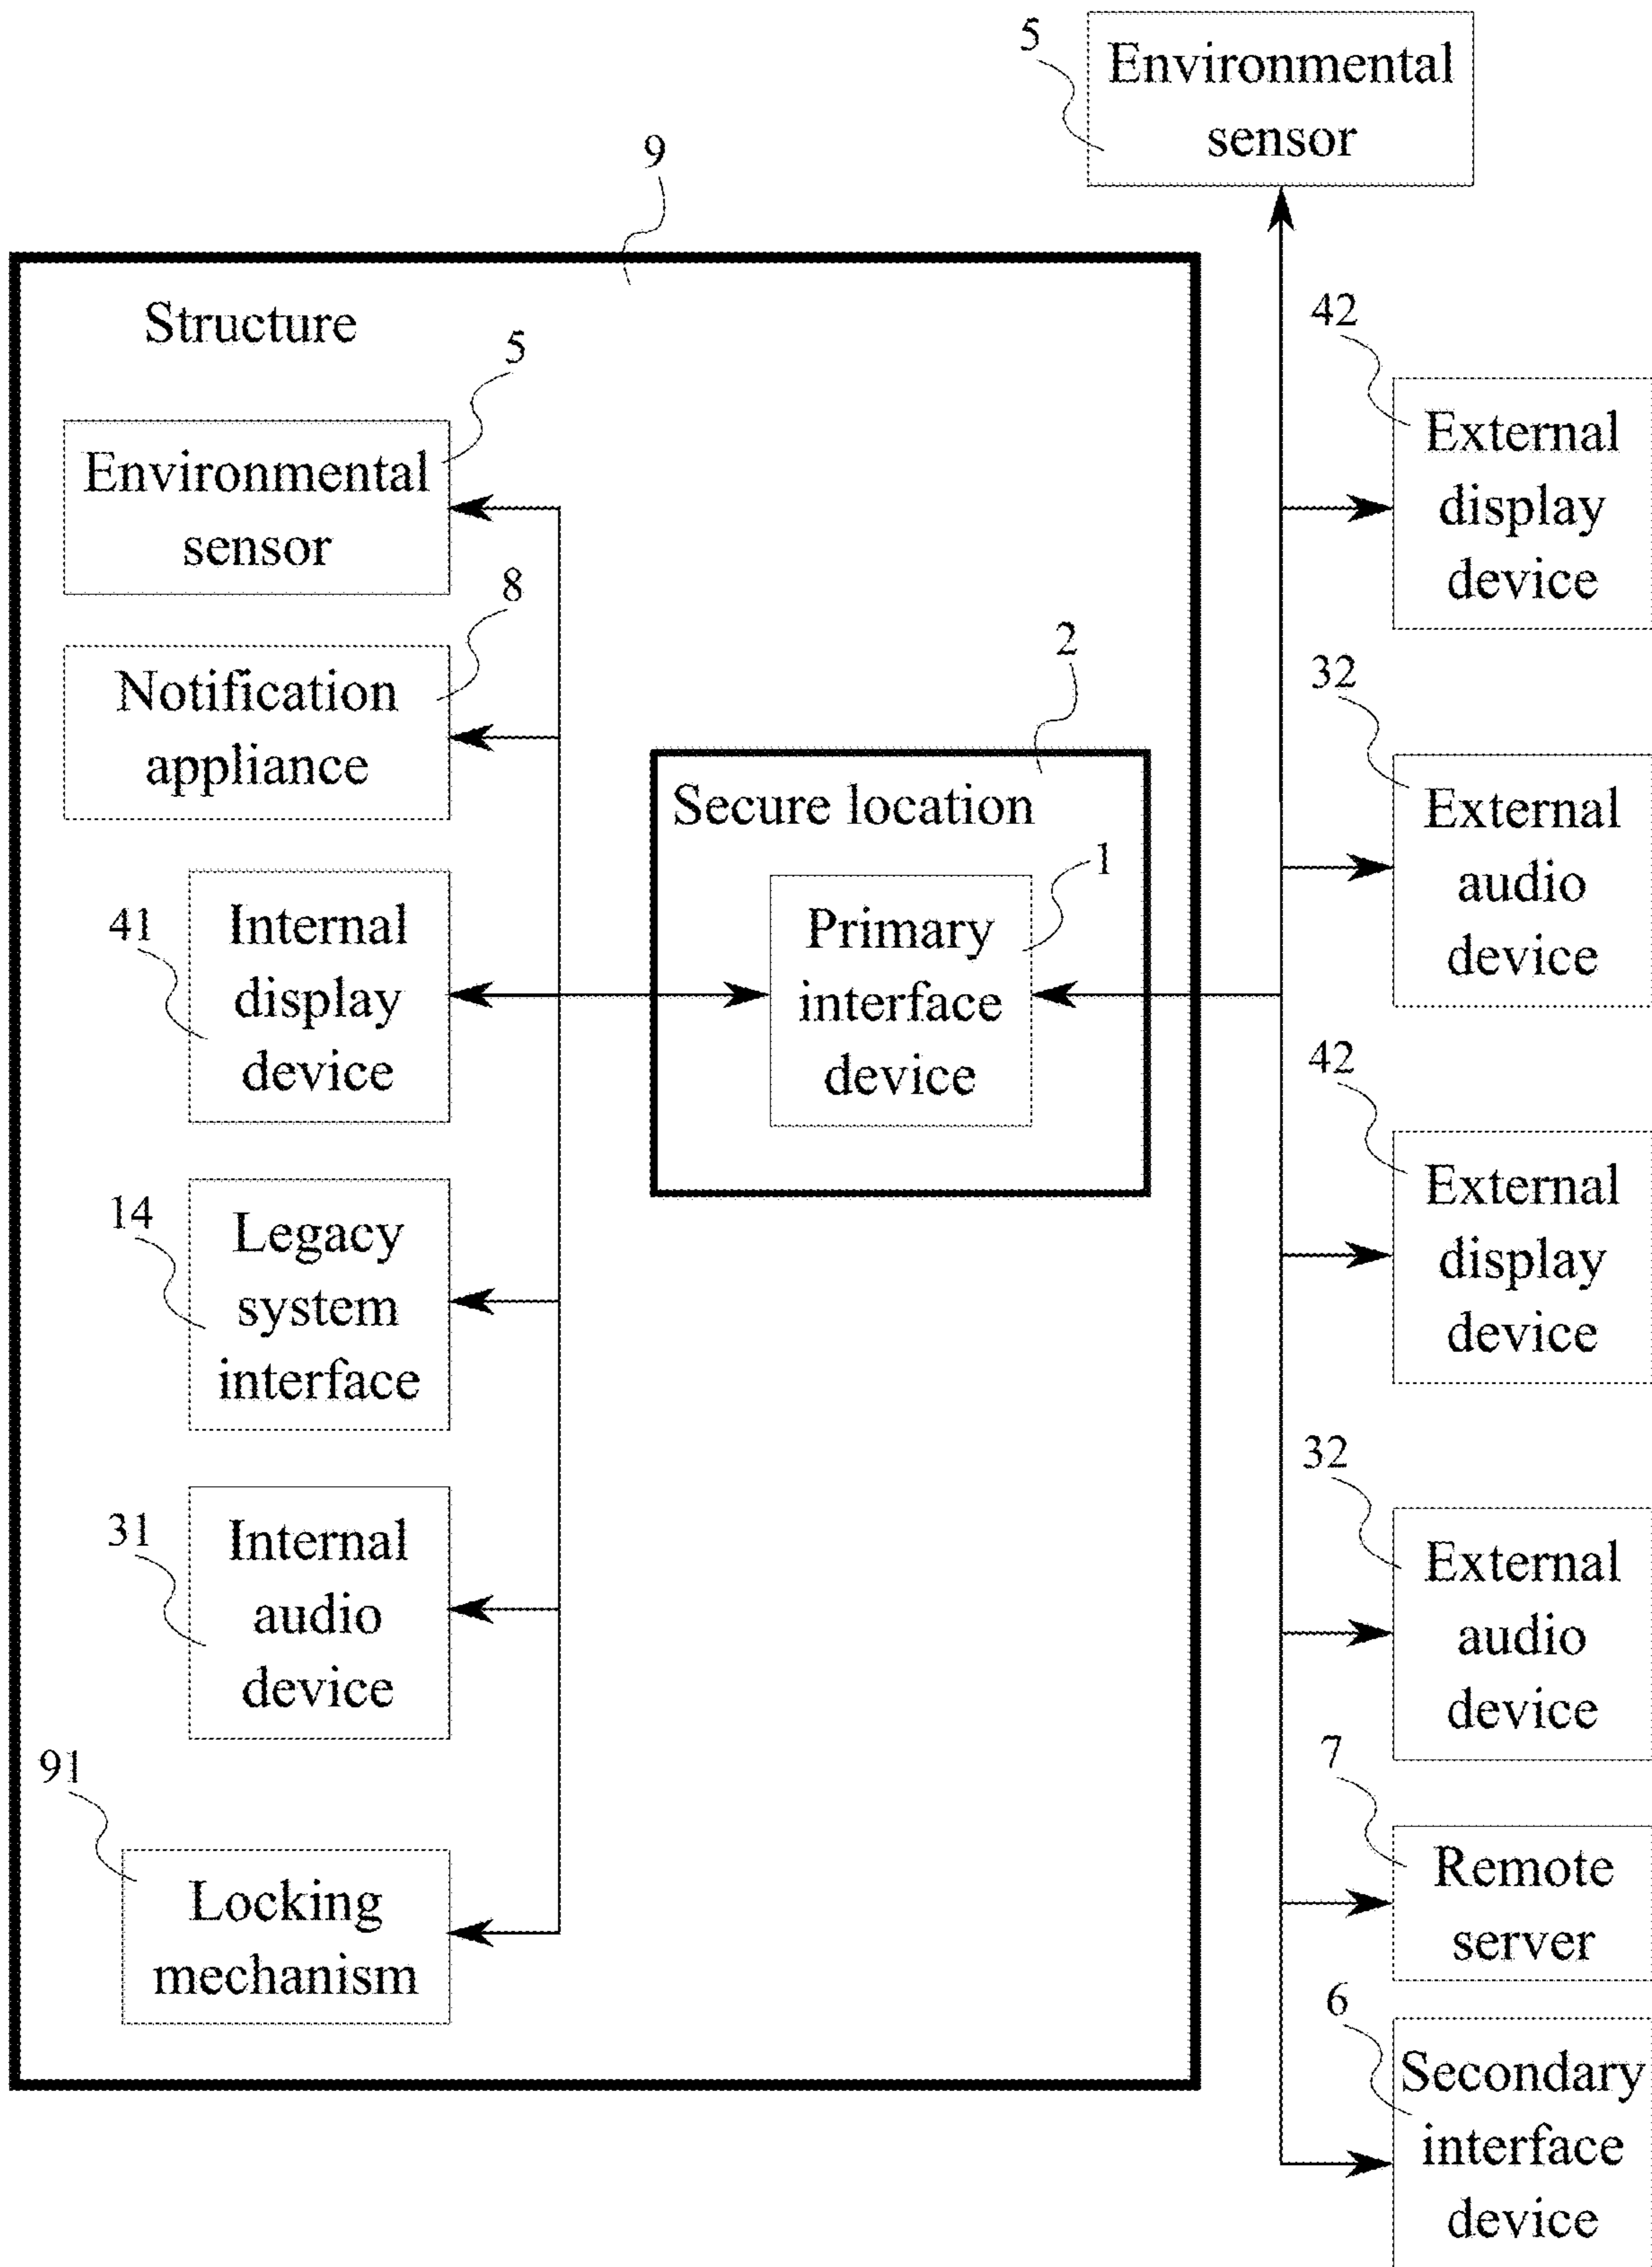 5
Environmental
sensor
9
Structure
5
Environmental
sensor
8
Notification
appliance
2
Secure location
1
Primary
interface
device
41
Internal
display
device
14
Legacy
system
interface
31
Internal
audio
device
91
Locking
mechanism
42
External
display
device
32
External
audio
device
42
External
display
device
32
External
audio
device
7
Remote
server
6
Secondary
interface
device